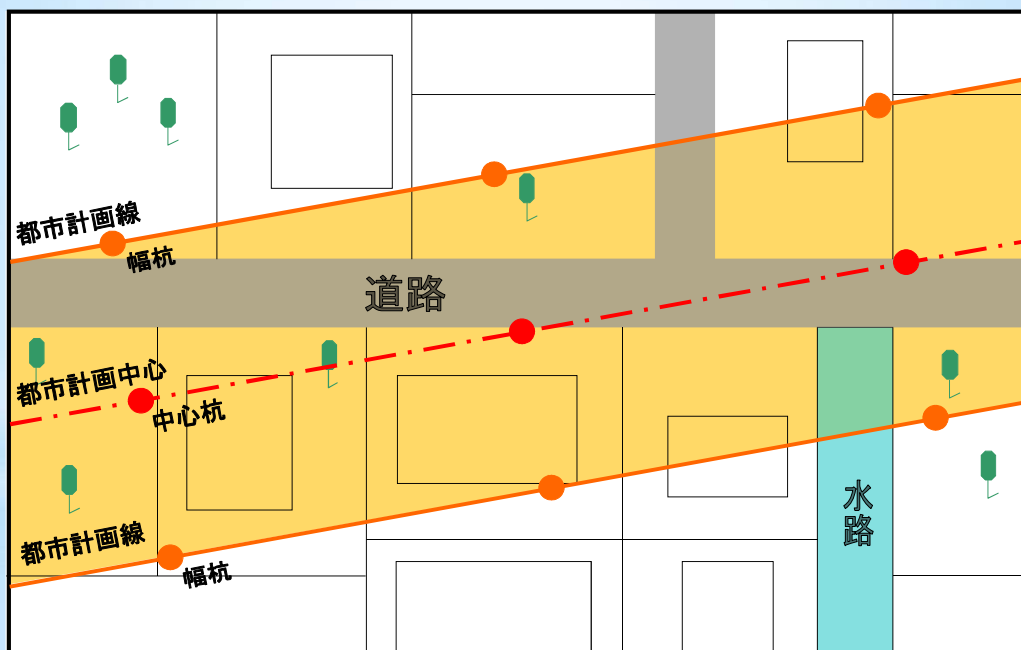 都市計画線
幅杭
道路
都市計画中心
中心杭
水路
都市計画線
幅杭